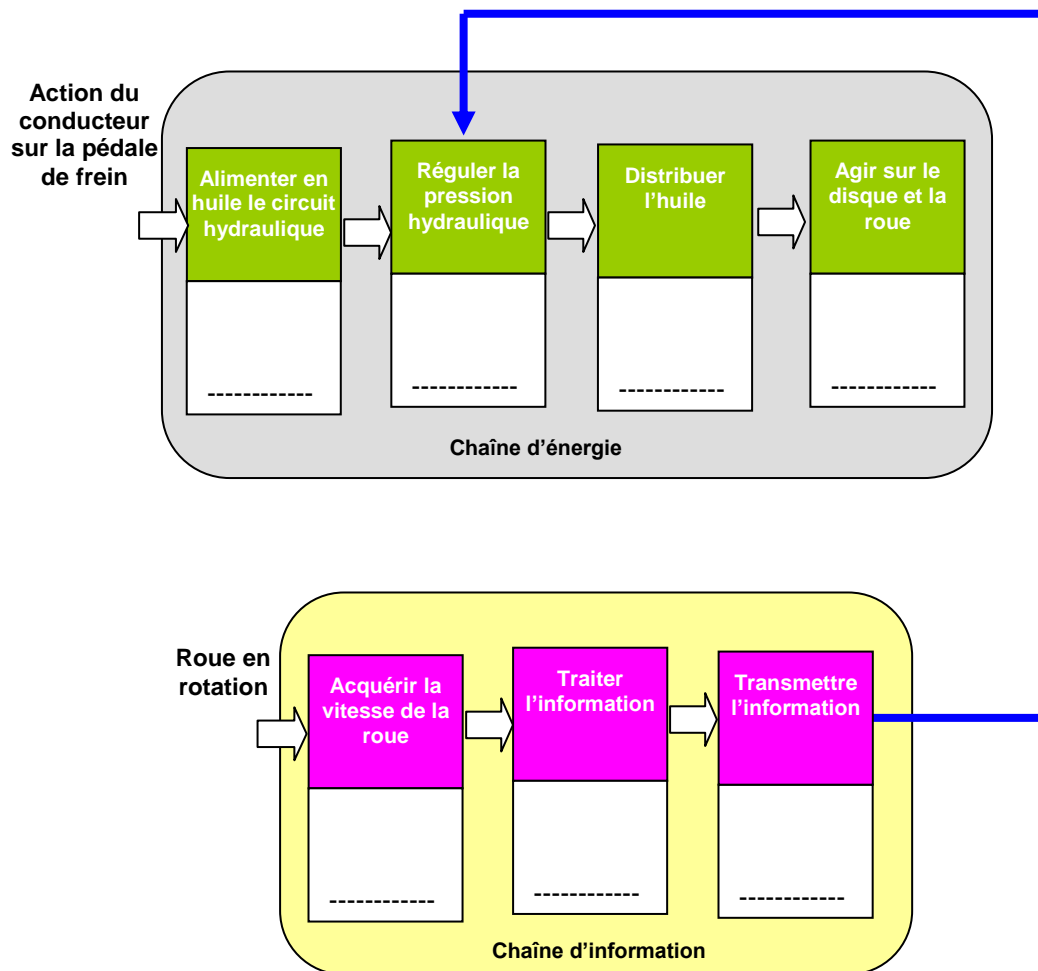 Action du
conducteur
sur la pédale
de frein
Alimenter en
huile le circuit
hydraulique
Réguler la
pression
hydraulique
Distribuer
l’huile
Agir sur le
disque et la
roue
------------
------------
------------
------------
Chaîne d’énergie
Roue en
rotation
Acquérir la
vitesse de la
roue
Traiter
l’information
Transmettre
l’information
------------
------------
------------
Chaîne d’information